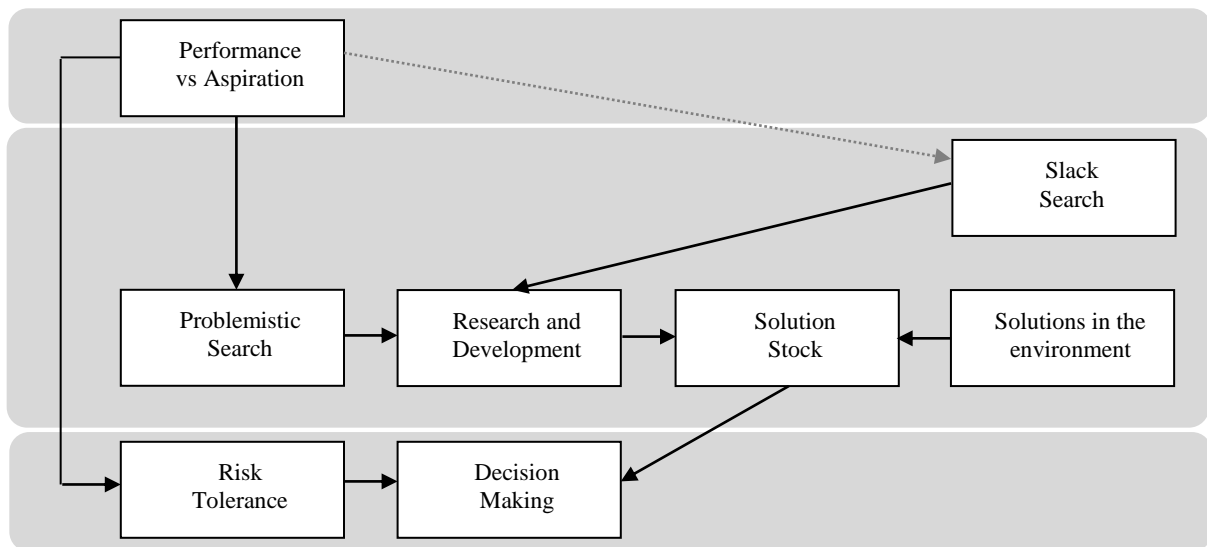 Performance
vs Aspiration
Slack
Search
Problemistic
Search
Research and
Development
Solution
Stock
Solutions in the
environment
Risk
Tolerance
Decision
Making